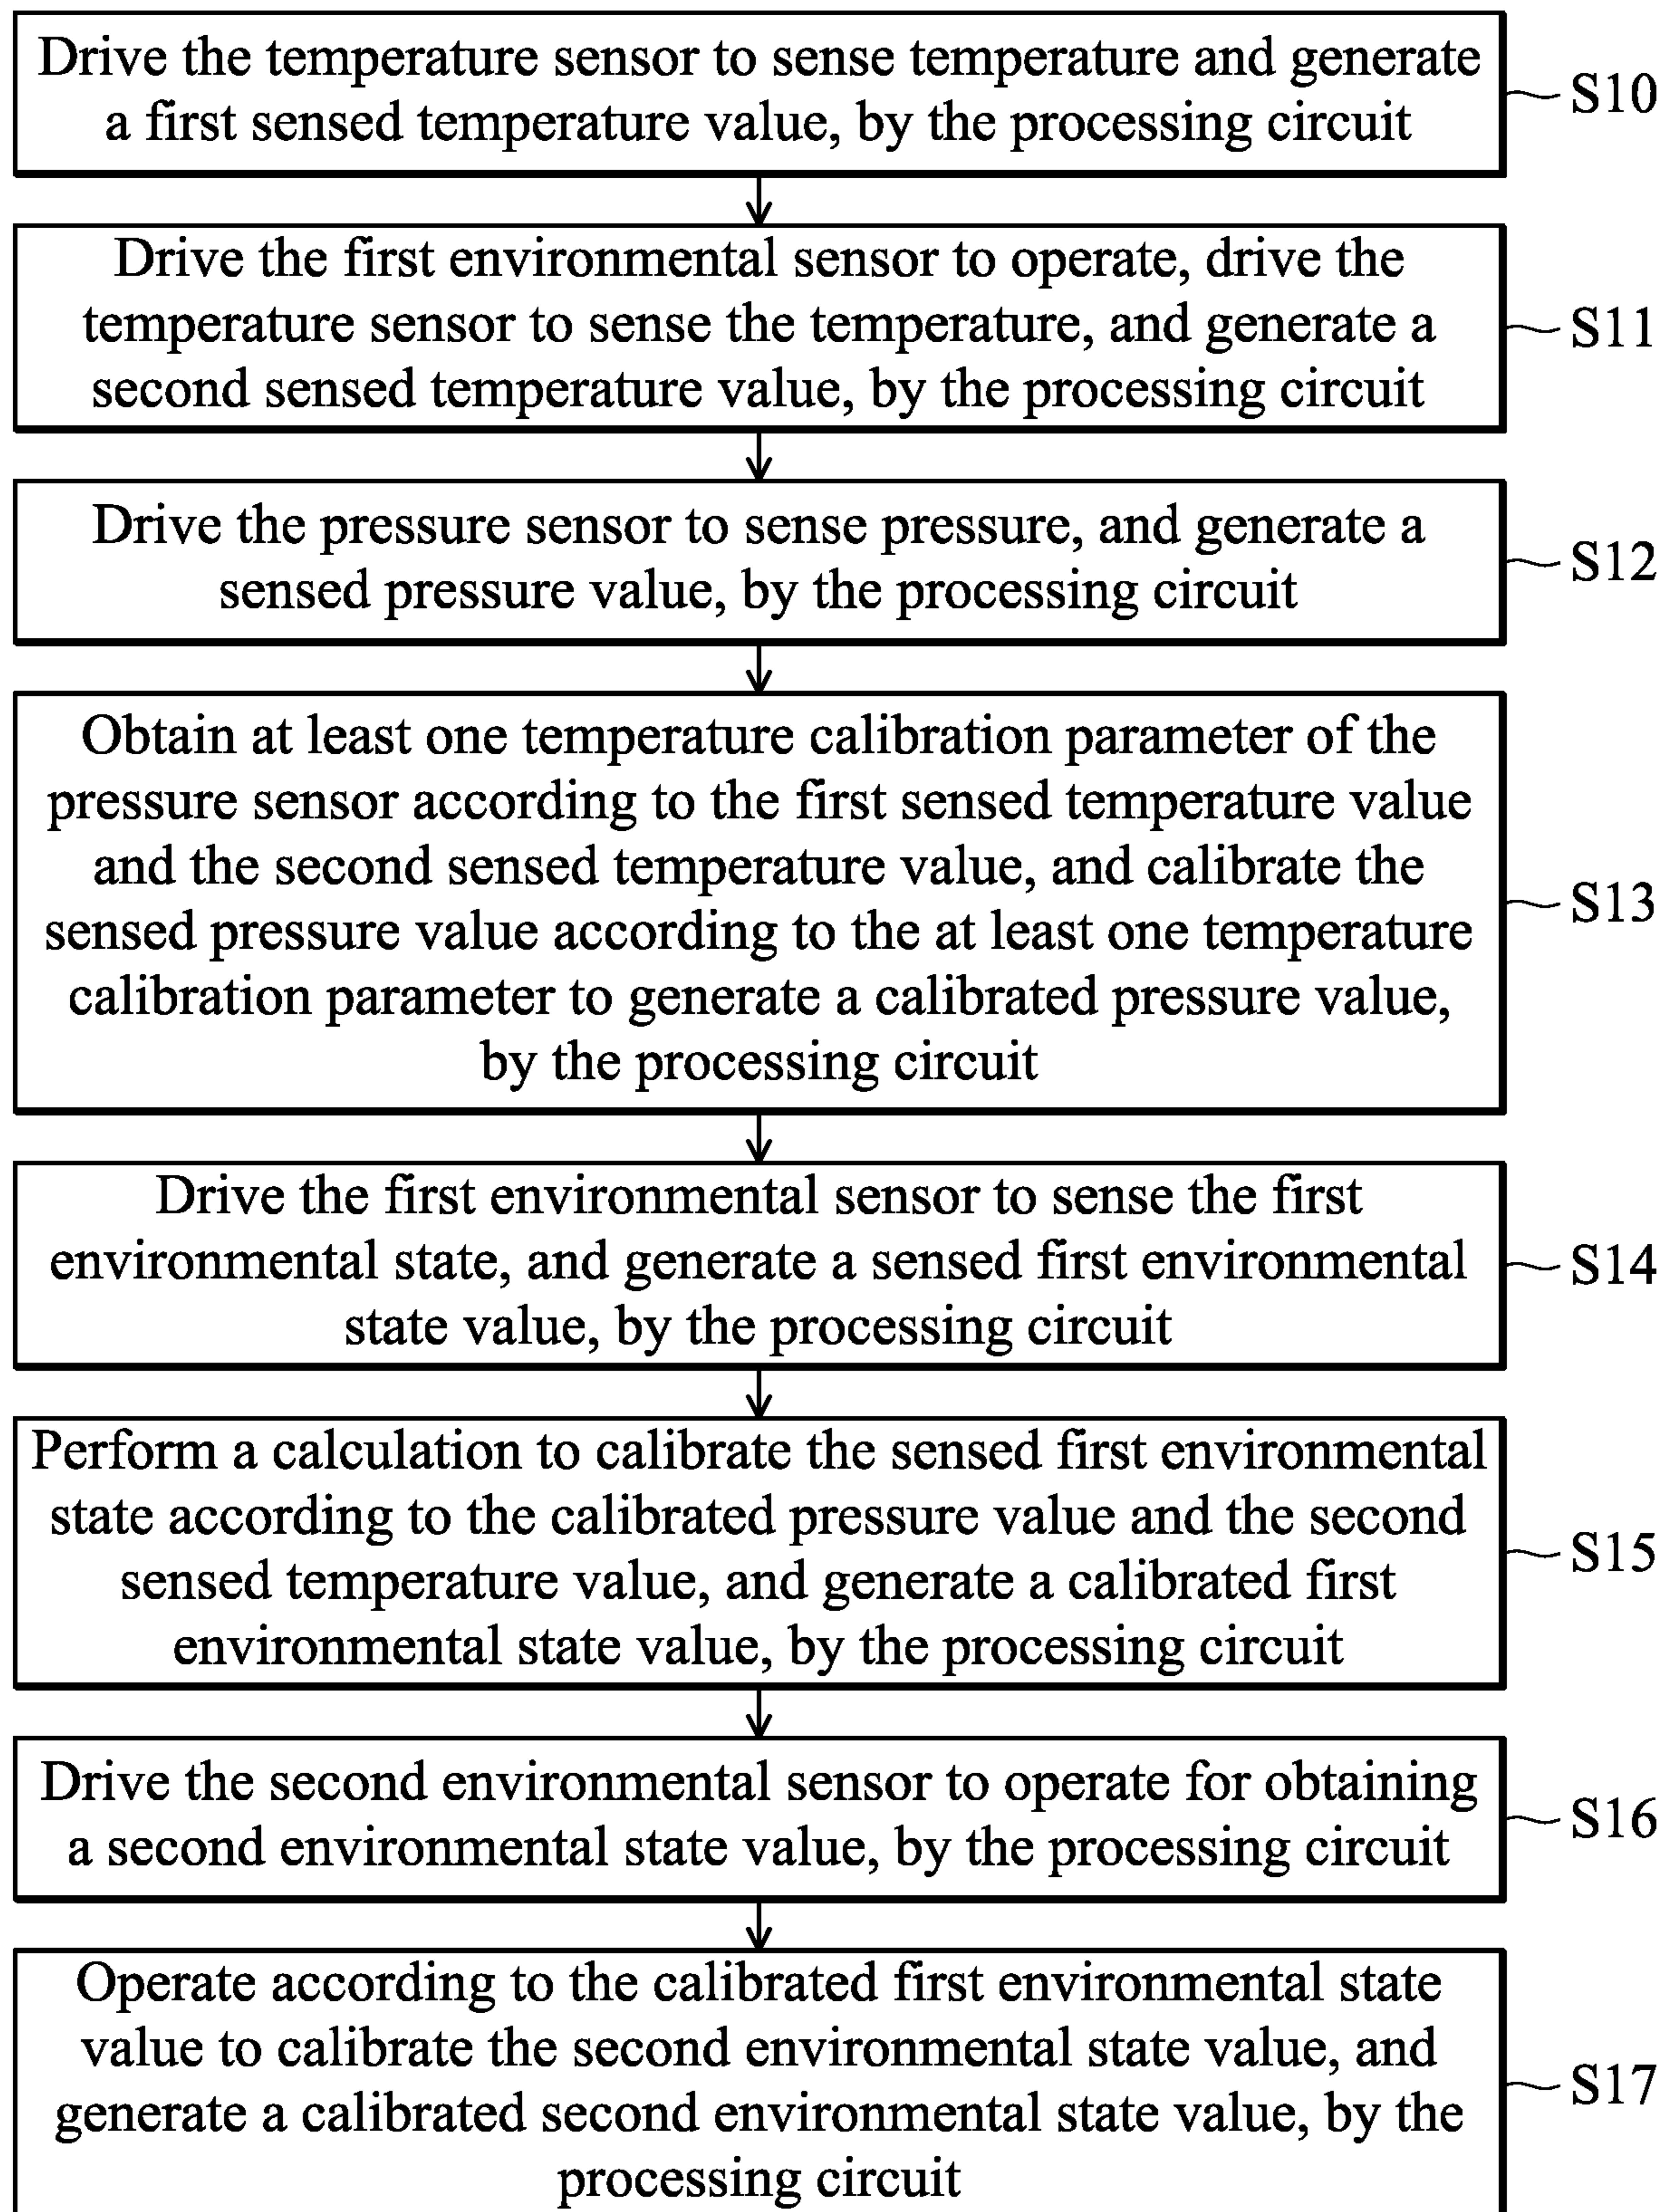 Drive the temperature sensor to sense temperature and generate
a first sensed temperature value, by the processing circuit
S10
Drive the first environmental sensor to operate, drive the
temperature sensor to sense the temperature, and generate a
second sensed temperature value, by the processing circuit
S11
Drive the pressure sensor to sense pressure, and generate a
sensed pressure value, by the processing circuit
S12
Obtain at least one temperature calibration parameter of the
pressure sensor according to the first sensed temperature value
and the second sensed temperature value, and calibrate the
sensed pressure value according to the at least one temperature
calibration parameter to generate a calibrated pressure value,
by the processing circuit
S13
Drive the first environmental sensor to sense the first
environmental state, and generate a sensed first environmental
state value, by the processing circuit
S14
Perform a calculation to calibrate the sensed first environmental
state according to the calibrated pressure value and the second
sensed temperature value, and generate a calibrated first
environmental state value, by the processing circuit
S15
Drive the second environmental sensor to operate for obtaining
a second environmental state value, by the processing circuit
S16
Operate according to the calibrated first environmental state
value to calibrate the second environmental state value, and
generate a calibrated second environmental state value, by the
processing circuit
S17